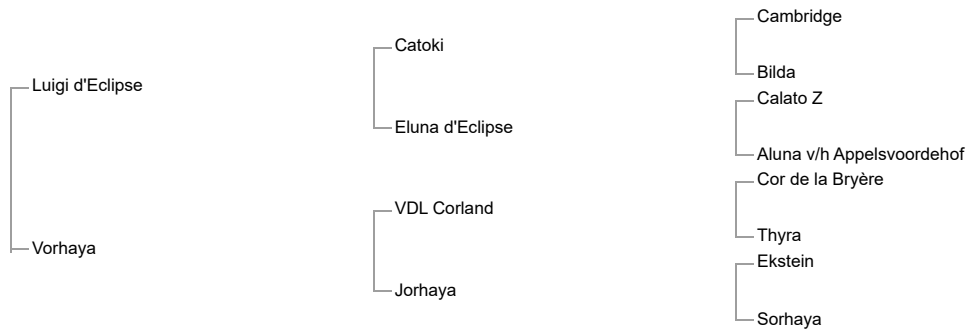 Cambridge
Catoki
Bilda
Luigi d'Eclipse
Calato Z
Eluna d'Eclipse
Aluna v/h Appelsvoordehof
Cor de la Bryère
VDL Corland
Thyra
Vorhaya
Ekstein
Jorhaya
Sorhaya